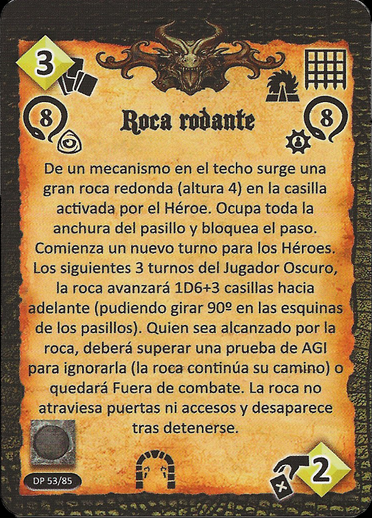 3
8
8
Roca rodante
De un mecanismo en el techo surge una
gran roca redonda (altura 4) en la casilla
activada por el Héroe. Ocupa toda la
anchura del pasillo y bloquea el paso.
Comienza un nuevo turno para los Héroes.
Los siguientes 3 turnos del Jugador Oscuro,
la roca avanzará 1D6+3 casillas hacia
adelante (pudiendo girar 90º en las esquinas
de los pasillos). Quien sea alcanzado por la
roca, deberá superar una prueba de AGI
para ignorarla (la roca continúa su camino) o
quedará Fuera de combate. La roca no
atraviesa puertas ni accesos y desaparece
tras detenerse.
DP 53/85
2